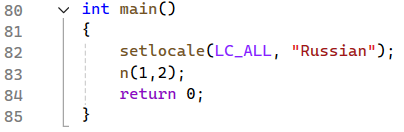 80 int main()
81 {
82 setlocale(LC_ALL, "Russian");
83 n(1,2);
84 return 0;
85 }